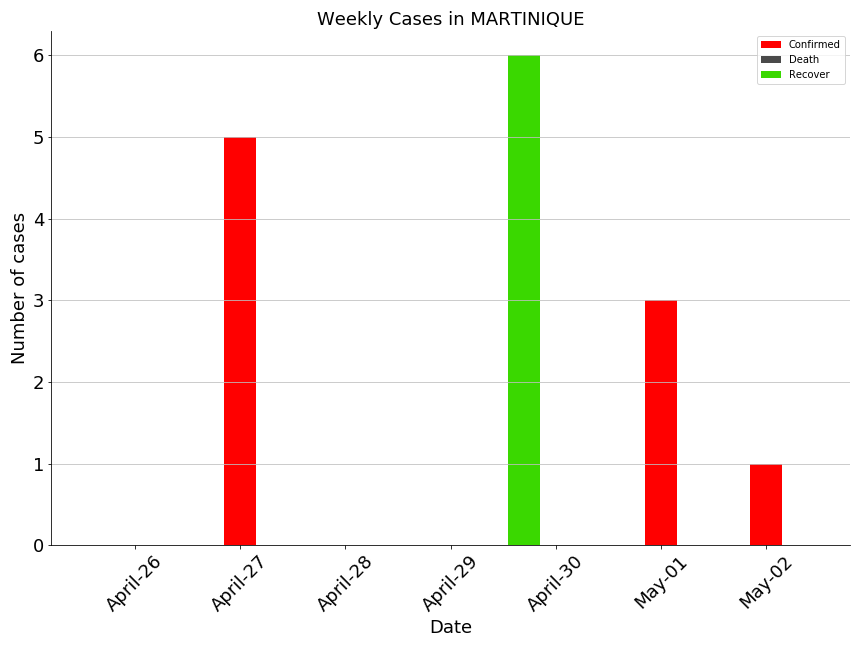 Weekly Cases in MARTINIQUE
Confirmed
Death
Recover
6
5
4
3
2
1
0
Number of cases
April-26
April-27
April-28
April-29
April-30
May-01
May-02
Date